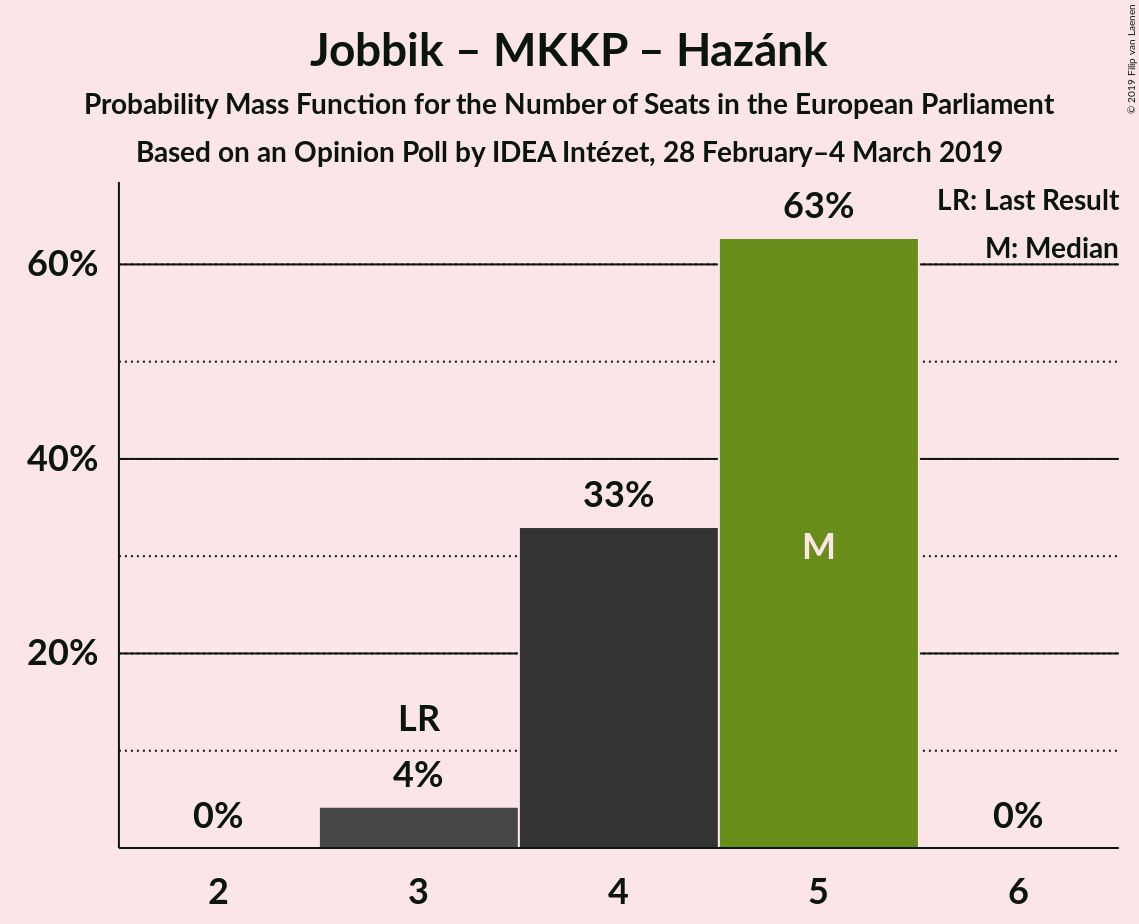 Jobbik – MKKP – Hazánk
Probability Mass Function for the Number of Seats in the European Parliament
Based on an Opinion Poll by IDEA Intézet, 28 February–4 March 2019
© 2019 Filip van Laenen
LR: Last Result
M: Median
63%
60%
40%
33%
M
20%
LR
4%
0%
0%
2 3 4 5 6